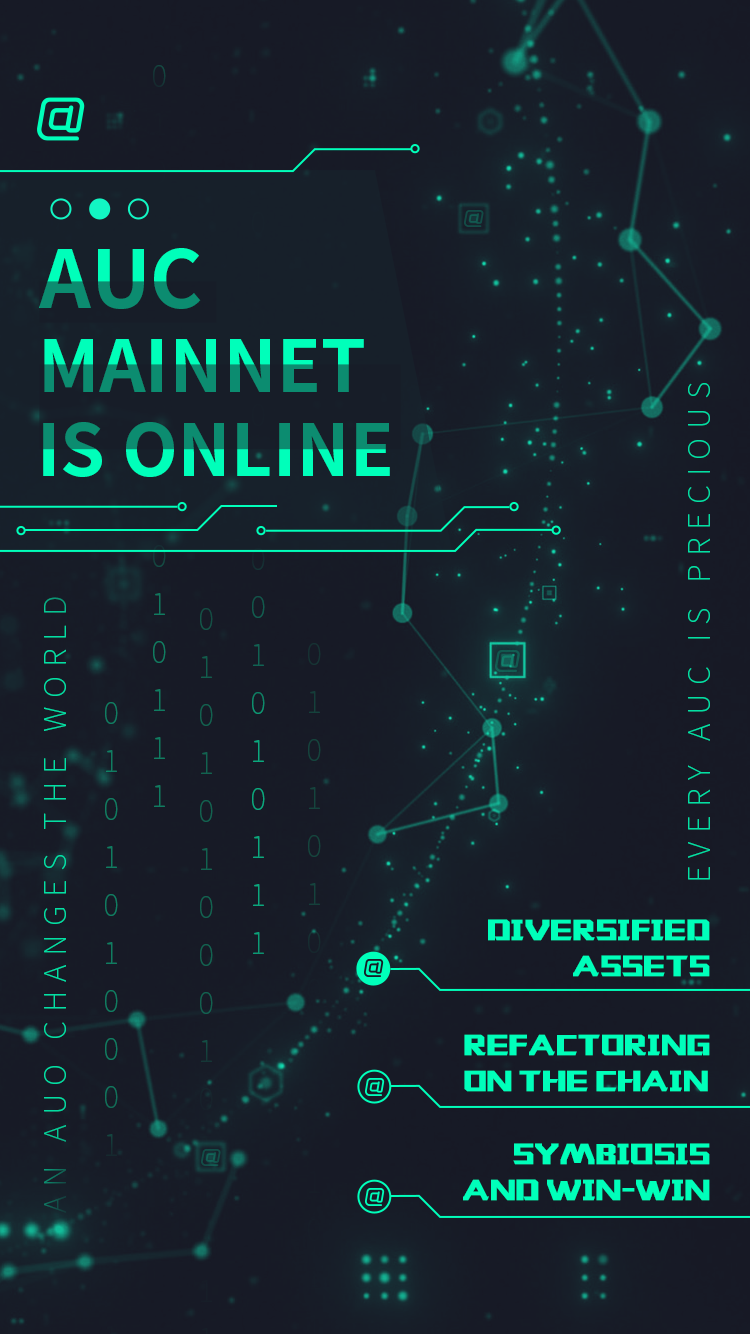 @
AUC
MAINNET
IS ONLINE
AN AUO CHANGES THE WORLD
EVERY AUC IS PRECIOUS
DIVERSIFIED
ASSETS
@
REFACTORING
ON THE CHAIN
@
SYMBIOSIS
AND WIN-WIN
@